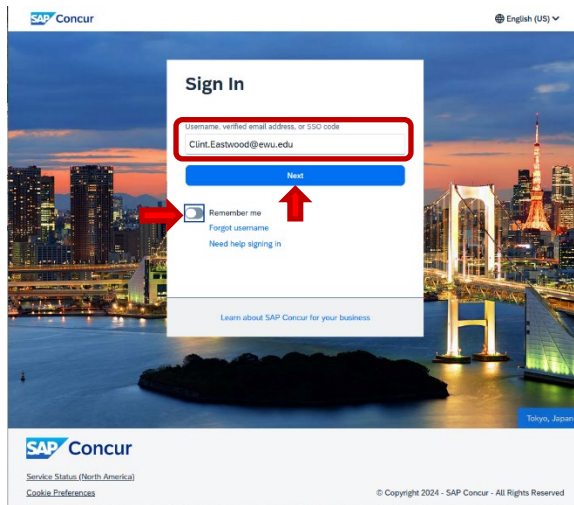 SAP Concur
English (US)
Sign In
Username, verified email address, or SSO code
Clint.Eastwood@ewu.edu
Next
Remember me
Forgot username
Need help signing in
Learn about SAP Concur for your business
Tokyo, Japan
SAP Concur
Service Status (North America)
Cookie Preferences
© Copyright 2024 - SAP Concur - All Rights Reserved